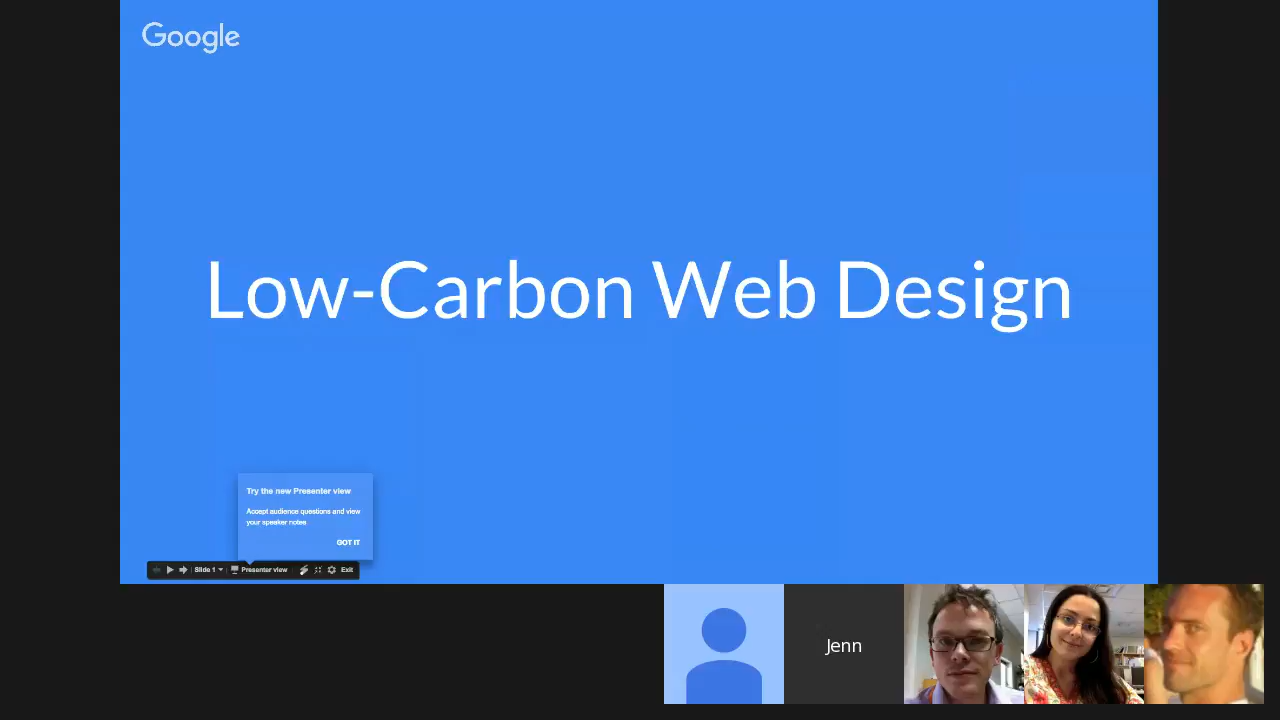 Google
Low-Carbon Web Design
Try the new Presenter view
Accept audience questions and view
your speaker notes
GOT IT
Slide 1
Presenter view
Exit
Jenn